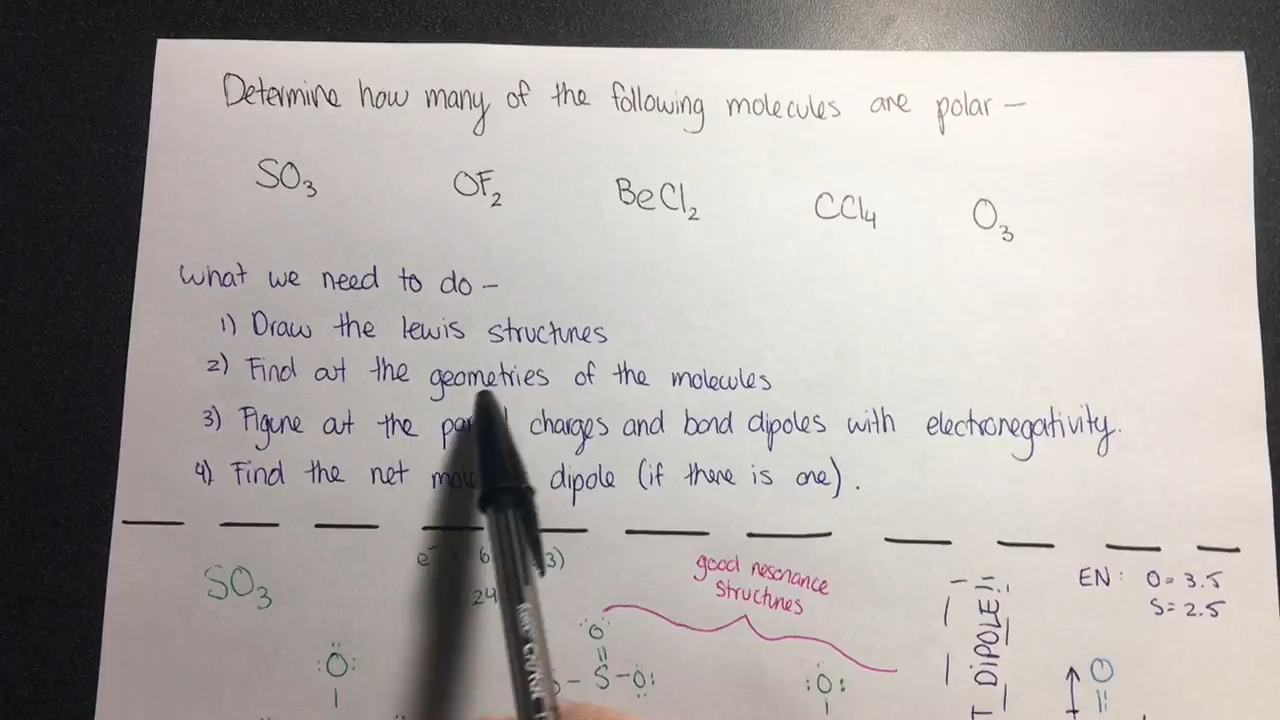 Determine how many of the following molecules are polar —
SO3 OF2 BeCl2 CCl4 O3
What we need to do —
1) Draw the lewis structures
2) Find out the geometries of the molecules
3) Figure out the charges and bond dipoles with electronegativity.
4) Find the net dipole (if there is one).
SO3
24
good resonance
structures
DIPOLE!
EN: O = 3.5
S = 2.5
O
S - O
O
O